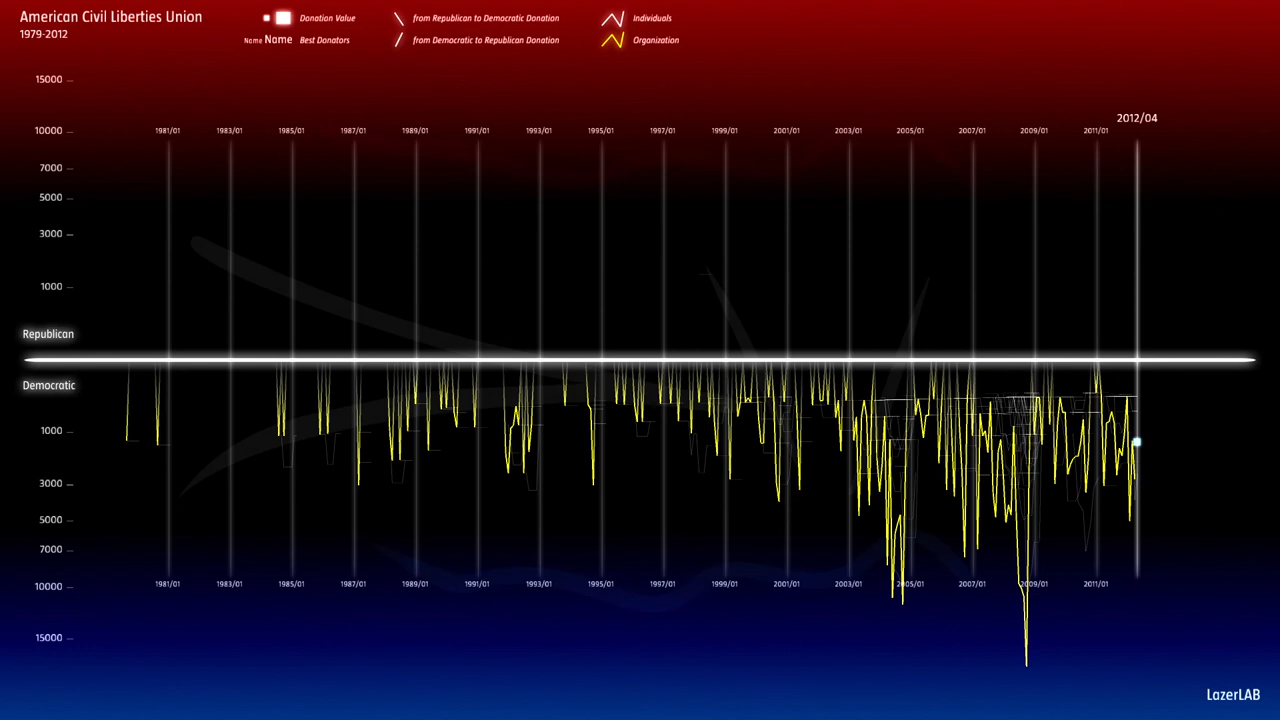 American Civil Liberties Union
1979-2012
Donation Value
Name Name Best Donators
from Republican to Democratic Donation
from Democratic to Republican Donation
Individuals
Organization
15000
2012/04
10000
1981/01 1983/01 1985/01 1987/01 1989/01 1991/01 1993/01 1995/01 1997/01 1999/01 2001/01 2003/01 2005/01 2007/01 2009/01 2011/01
7000
5000
3000
1000
Republican
Democratic
1000
3000
5000
7000
1981/01 1983/01 1985/01 1987/01 1989/01 1991/01 1993/01 1995/01 1997/01 1999/01 2001/01 2003/01 2005/01 2007/01 2009/01 2011/01
10000
15000
LazerLAB